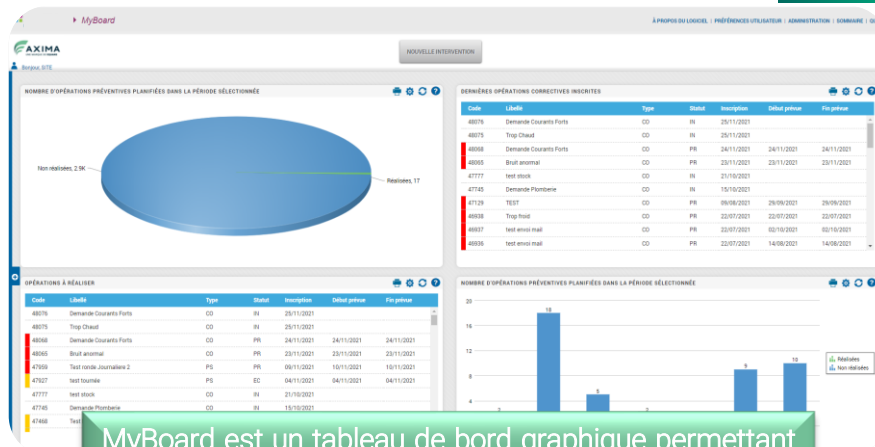 MyBoard
À PROPOS DU LOGICIEL | PRÉFÉRENCES UTILISATEUR | ADMINISTRATION | SOMMAIRE |
AXIMA
NOUVELLE INTERVENTION
Bonjour, SITE
NOMBRE D'OPÉRATIONS PRÉVENTIVES PLANIFIÉES DANS LA PÉRIODE SÉLECTIONNÉE
Non réalisées, 2.9K
Réalisées, 17
DERNIÈRES OPÉRATIONS CORRECTIVES INSCRITES
Code Libellé Type Statut Inscription Début prévue Fin prévue
48076 Demande Courants Forts CO IN 25/11/2021
48075 Trop Chaud CO IN 25/11/2021
48068 Demande Courants Forts CO PR 24/11/2021 24/11/2021 24/11/2021
48065 Bruit anormal CO PR 23/11/2021 23/11/2021 23/11/2021
47777 test stock CO IN 21/10/2021
47745 Demande Plomberie CO IN 15/10/2021
47129 TEST CO PR 09/08/2021 29/09/2021 29/09/2021
46938 Trop froid CO PR 22/07/2021 22/07/2021 22/07/2021
46937 test envoi mail CO PR 22/07/2021 02/10/2021 02/10/2021
46936 test envoi mail CO PR 22/07/2021 14/08/2021 14/08/2021
OPÉRATIONS À RÉALISER
Code Libellé Type Statut Inscription Début prévue Fin prévue
48076 Demande Courants Forts CO IN 25/11/2021
48075 Trop Chaud CO IN 25/11/2021
48068 Demande Courants Forts CO PR 24/11/2021 24/11/2021 24/11/2021
48065 Bruit anormal CO PR 23/11/2021 23/11/2021 23/11/2021
47959 Test ronde Journaliere 2 PS PR 09/11/2021 10/11/2021 10/11/2021
47927 test tournée PS EC 04/11/2021 04/11/2021 04/11/2021
47777 test stock CO IN 21/10/2021
47745 Demande Plomberie CO IN 15/10/2021
47468 Test
NOMBRE D'OPÉRATIONS PRÉVENTIVES PLANIFIÉES DANS LA PÉRIODE SÉLECTIONNÉE
20
16
12
8
4
18
5
9
10
Réalisées
Non réalisées
MyBoard est un tableau de bord graphique permettant